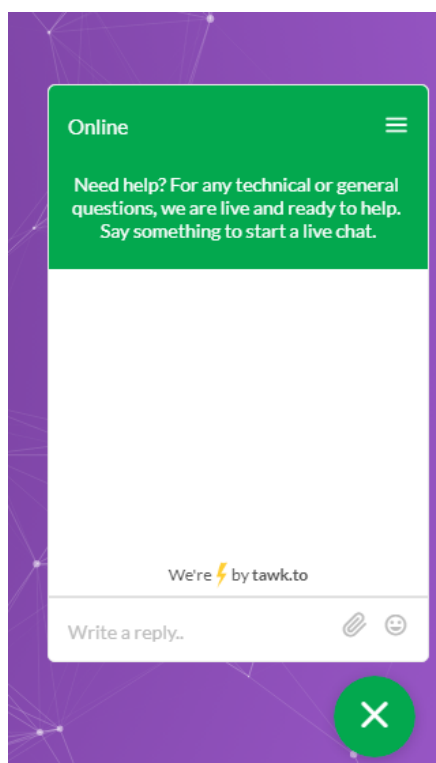 Online
Need help? For any technical or general
questions, we are live and ready to help.
Say something to start a live chat.
We're⚡by tawk.to
Write a reply..